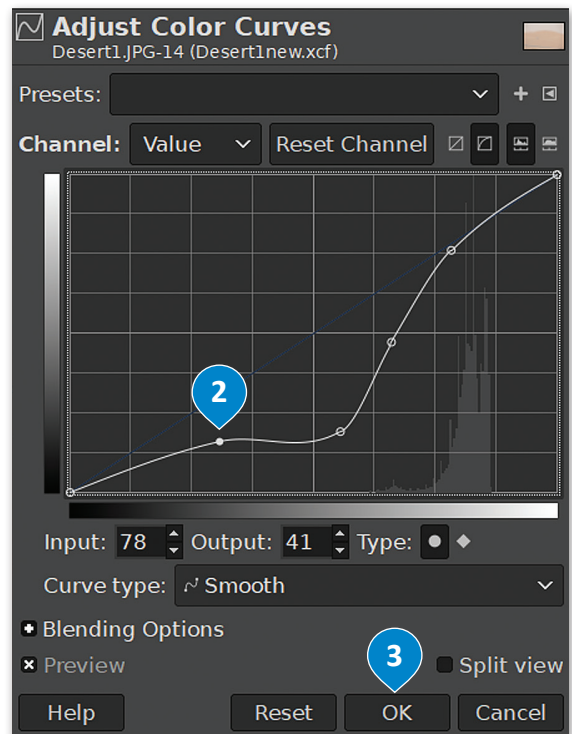 Adjust Color Curves
Desert1.JPG-14 (Desert1new.xcf)
Presets:
Channel: Value Reset Channel
2
Input: 78 Output: 41 Type:
Curve type: Smooth
Blending Options
3
Preview Split view
Help Reset OK Cancel